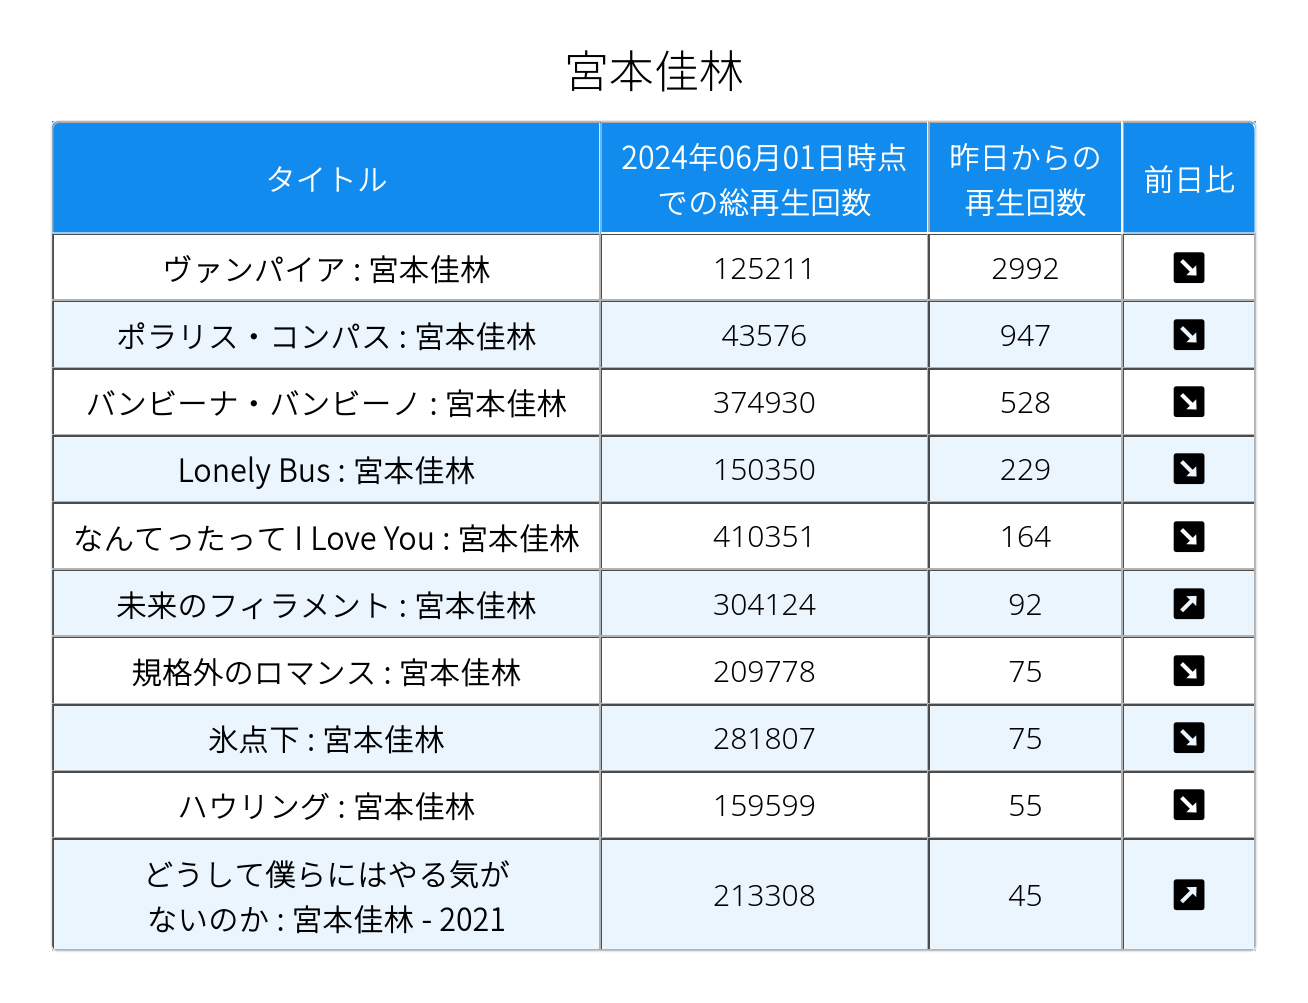 宮本佳林
タイトル
2024年06月01日時点
での総再生回数
昨日からの
再生回数
前日比
ヴァンパイア : 宮本佳林 125211 2992 ↘
ポラリス・コンパス : 宮本佳林 43576 947 ↘
バンビーナ・バンビーノ : 宮本佳林 374930 528 ↘
Lonely Bus : 宮本佳林 150350 229 ↘
なんてったって I Love You : 宮本佳林 410351 164 ↘
未来のフィラメント : 宮本佳林 304124 92 ↗
規格外のロマンス : 宮本佳林 209778 75 ↘
氷点下 : 宮本佳林 281807 75 ↘
ハウリング : 宮本佳林 159599 55 ↘
どうして僕らにはやる気が
ないのか : 宮本佳林 - 2021 213308 45 ↗